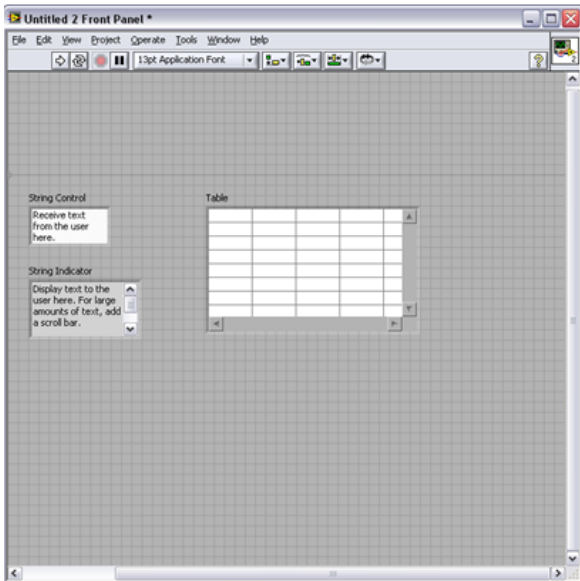 Untitled 2 Front Panel *
File Edit View Project Operate Tools Window Help
13pt Application Font
2
String Control
Receive text
from the user
here.
Table
String Indicator
Display text to the
user here. For large
amounts of text, add
a scroll bar.